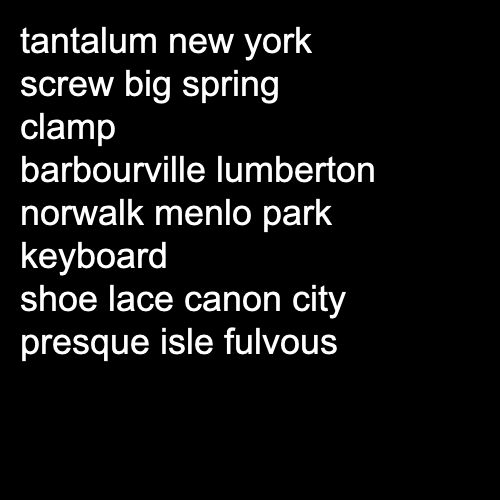 tantalum new york
screw big spring
clamp
barbourville lumberton
norwalk menlo park
keyboard
shoe lace canon city
presque isle fulvous